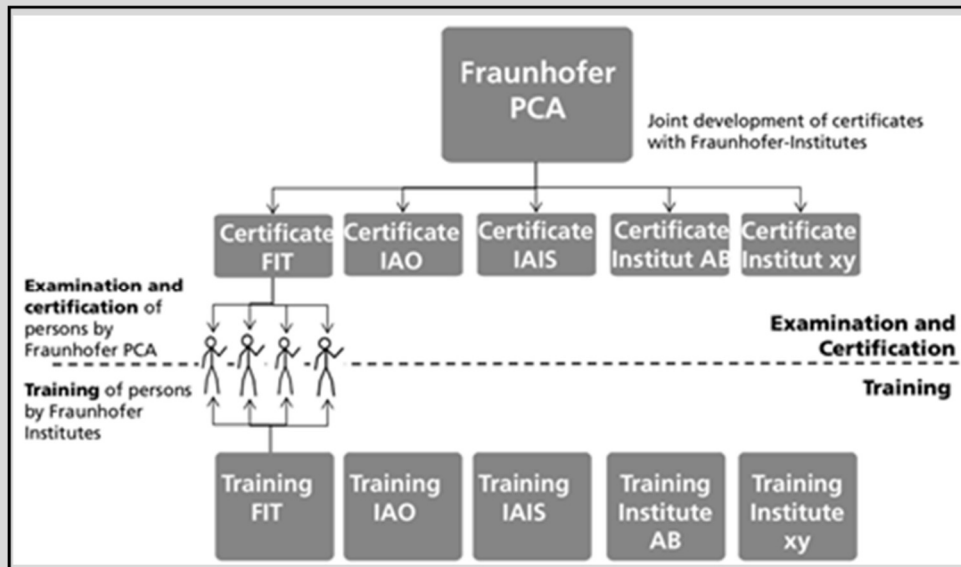 Fraunhofer
PCA
Joint development of certificates
with Fraunhofer-Institutes
Certificate
FIT
Certificate
IAO
Certificate
IAIS
Certificate
Institut AB
Certificate
Institut xy
Examination and
certification of
persons by
Fraunhofer PCA
Examination and
Certification
Training of persons
by Fraunhofer
Institutes
Training
Training
FIT
Training
IAO
Training
IAIS
Training
Institute
AB
Training
Institute
xy